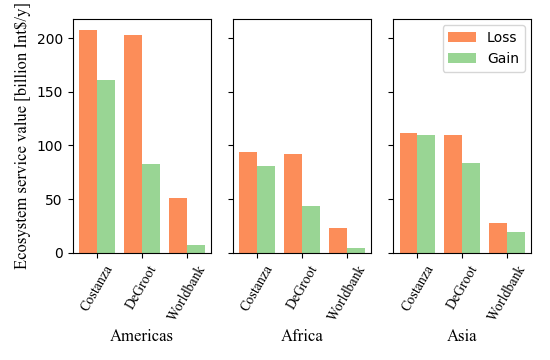 Ecosystem service value [billion Int$/y]
200
150
100
50
0
Loss
Gain
Costanza
DeGroot
Worldbank
Costanza
DeGroot
Worldbank
Costanza
DeGroot
Worldbank
Americas
Africa
Asia